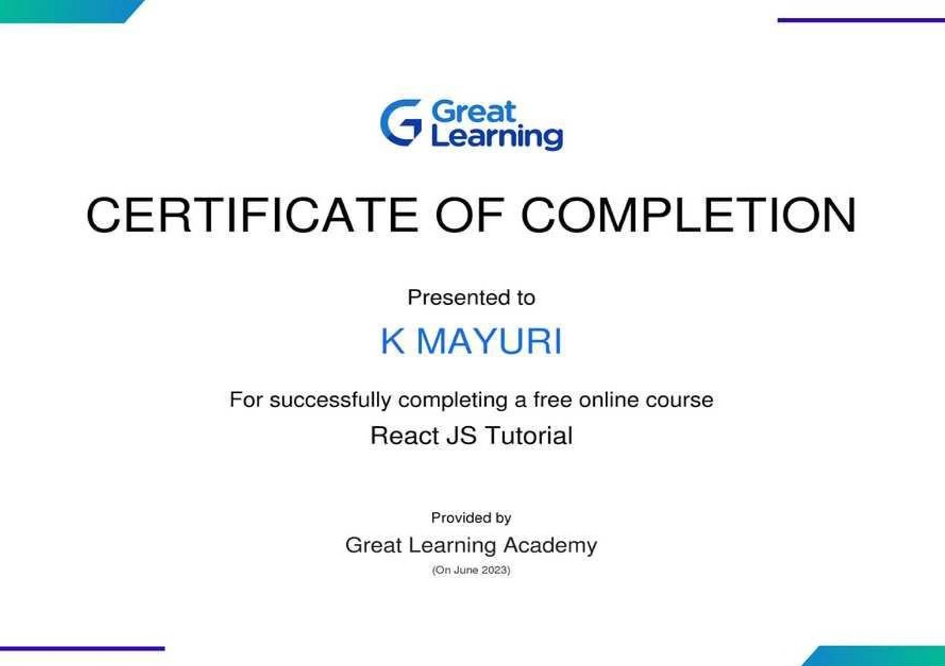 Great
Learning
CERTIFICATE OF COMPLETION
Presented to
K MAYURI
For successfully completing a free online course
React JS Tutorial
Provided by
Great Learning Academy
(On June 2023)